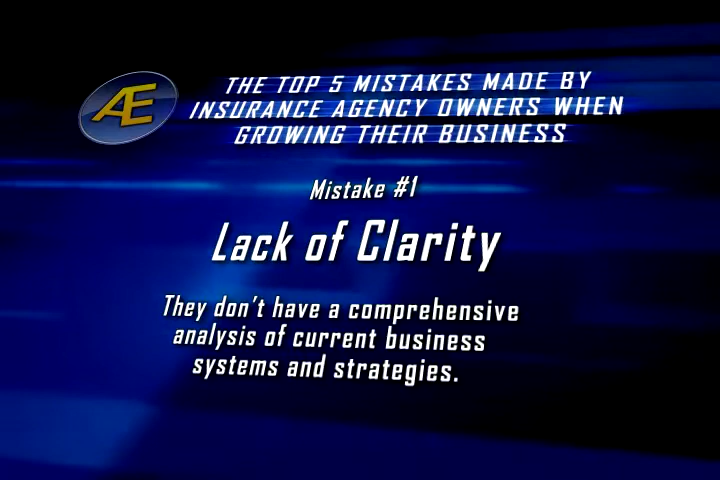 Æ
THE TOP 5 MISTAKES MADE BY
INSURANCE AGENCY OWNERS WHEN
GROWING THEIR BUSINESS
Mistake #1
Lack of Clarity
They don't have a comprehensive
analysis of current business
systems and strategies.